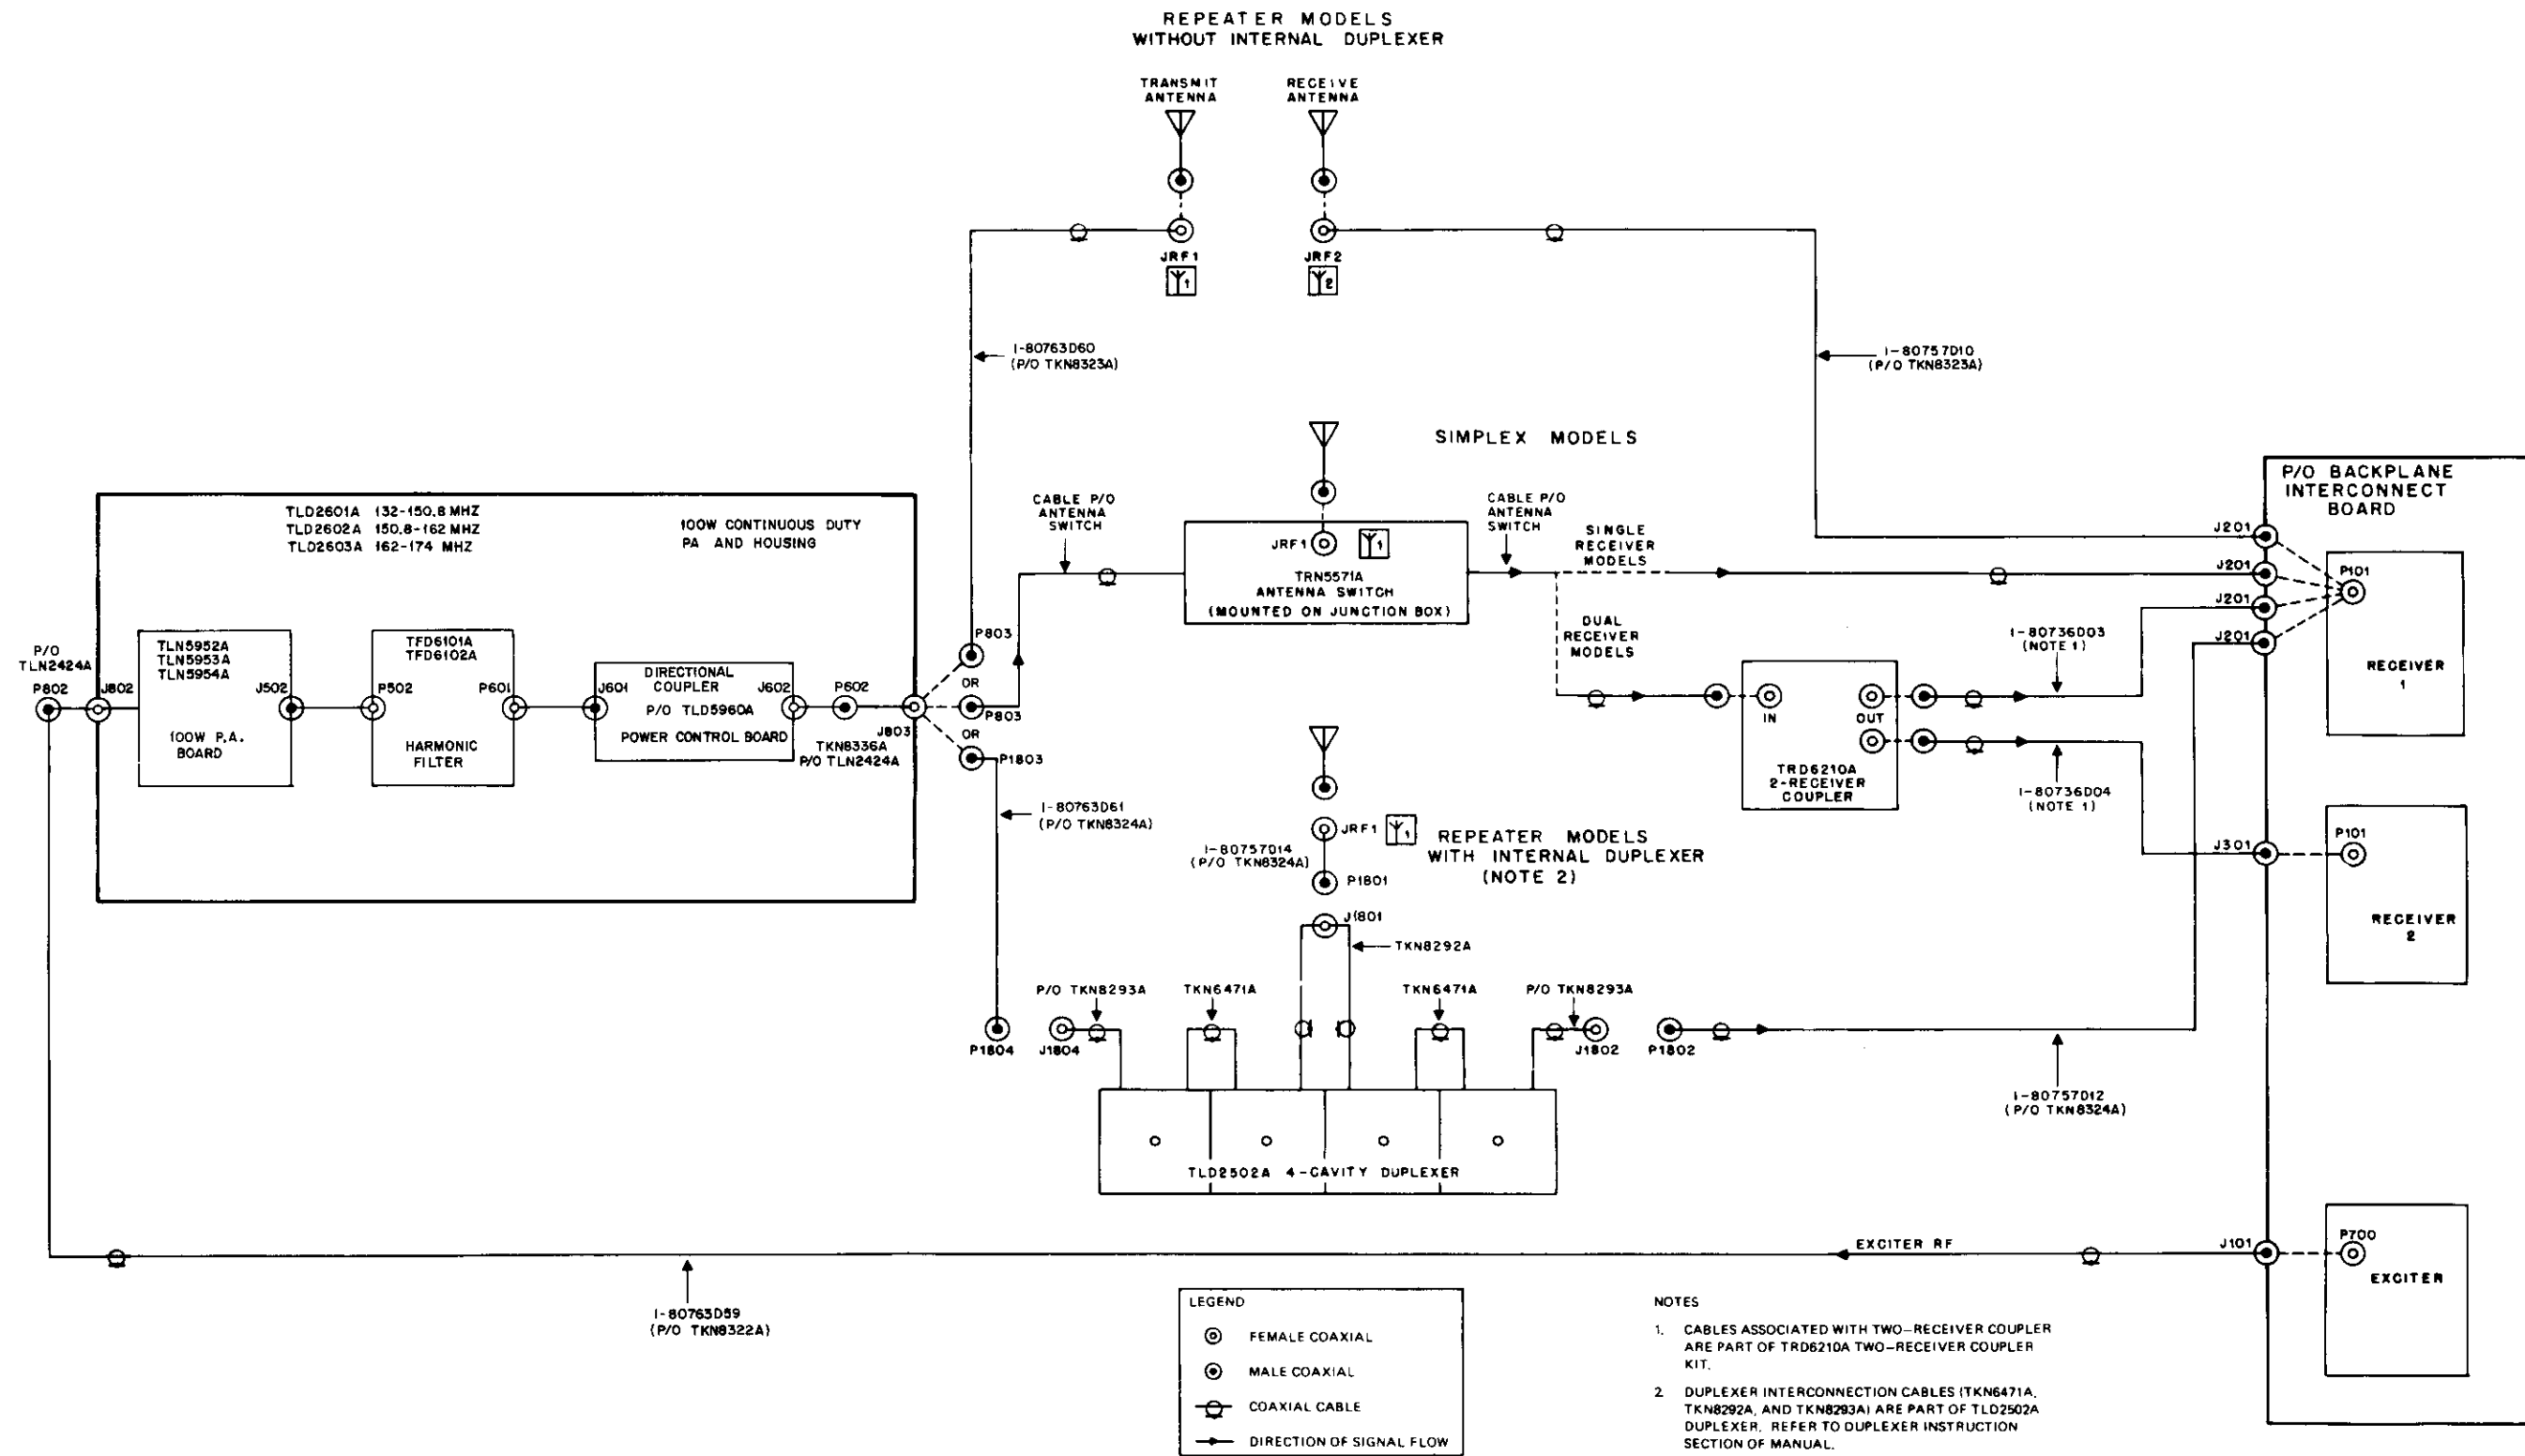 REPEATER MODELS
WITHOUT INTERNAL DUPLEXER
TRANSMIT
ANTENNA
RECEIVE
ANTENNA
JRF1
1
JRF2
2
1-80763D60
(P/O TKN8323A)
1-80757D10
(P/O TKN8323A)
SIMPLEX MODELS
CABLE P/O
ANTENNA
SWITCH
JRF1
1
TRN5571A
ANTENNA SWITCH
(MOUNTED ON JUNCTION BOX)
CABLE P/O
ANTENNA
SWITCH
SINGLE
RECEIVER
MODELS
DUAL
RECEIVER
MODELS
P/O BACKPLANE
INTERCONNECT
BOARD
J201
J201
J201
J201
P101
RECEIVER
1
TLD2601A 132-150.8 MHZ
TLD2602A 150.8-162 MHZ
TLD2603A 162-174 MHZ
100W CONTINUOUS DUTY
PA AND HOUSING
P/O
TLN2424A
P802
J802
TLN5952A
TLN5953A
TLN5954A
J502
100W P.A.
BOARD
TFD6101A
TFD6102A
P502
P601
HARMONIC
FILTER
J601
DIRECTIONAL
COUPLER
J602
P/O TLD5960A
POWER CONTROL BOARD
P602
J803
TKN8336A
P/O TLN2424A
P803
OR
P803
OR
P1803
1-80763D61
(P/O TKN8324A)
IN
OUT
TRD6210A
2-RECEIVER
COUPLER
1-80736D03
(NOTE 1)
1-80736D04
(NOTE 1)
JRF1
1
1-80757D14
(P/O TKN8324A)
REPEATER MODELS
WITH INTERNAL DUPLEXER
(NOTE 2)
P1801
J1801
TKN8292A
J301
P101
RECEIVER
2
P/O TKN8293A
TKN6471A
TKN6471A
P/O TKN8293A
P1804
J1804
J1802
P1802
1-80757D12
(P/O TKN8324A)
TLD2502A 4-CAVITY DUPLEXER
EXCITER RF
J101
P700
EXCITER
1-80763D59
(P/O TKN8322A)
LEGEND
FEMALE COAXIAL
MALE COAXIAL
COAXIAL CABLE
DIRECTION OF SIGNAL FLOW
NOTES
1. CABLES ASSOCIATED WITH TWO-RECEIVER COUPLER
ARE PART OF TRD6210A TWO-RECEIVER COUPLER
KIT.
2 DUPLEXER INTERCONNECTION CABLES (TKN6471A,
TKN8292A, AND TKN8293A) ARE PART OF TLD2502A
DUPLEXER. REFER TO DUPLEXER INSTRUCTION
SECTION OF MANUAL.